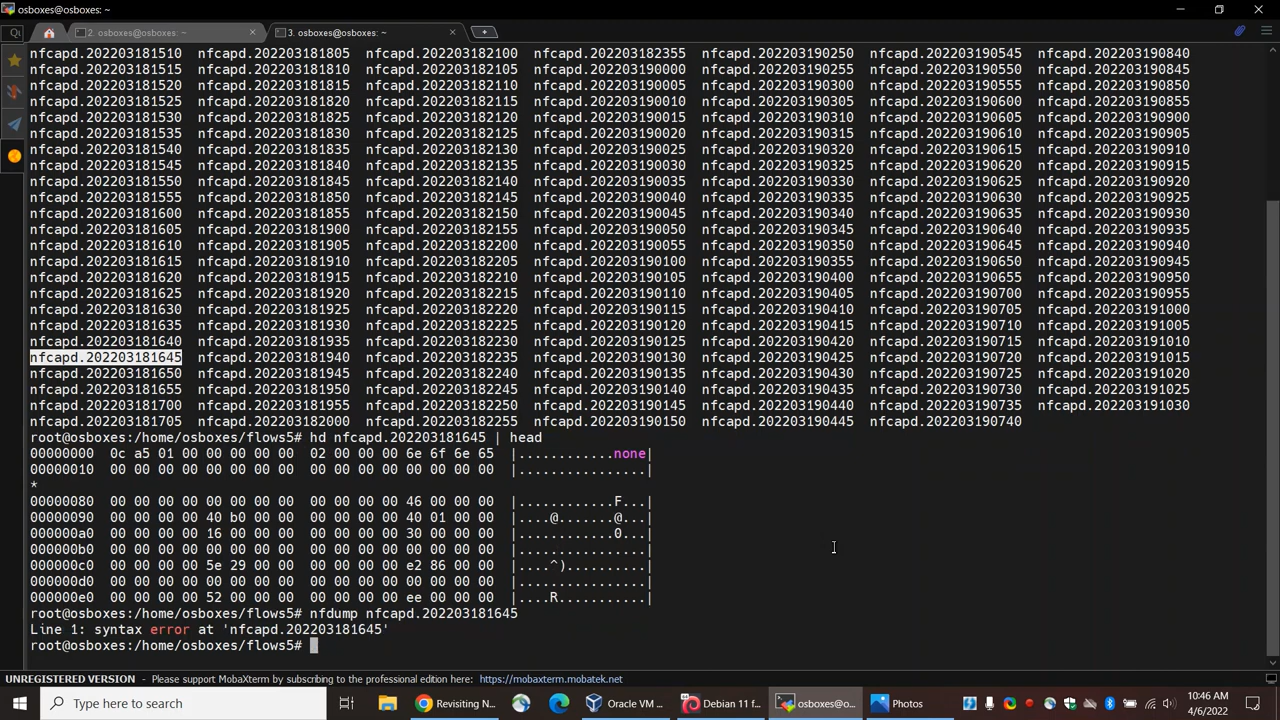 osboxes@osboxes: ~
Qu
2. osboxes@osboxes: ~
3. osboxes@osboxes: ~
nfcapd.202203181510 nfcapd.202203181805 nfcapd.202203182100 nfcapd.202203182355 nfcapd.202203190250 nfcapd.202203190545 nfcapd.202203190840
nfcapd.202203181515 nfcapd.202203181810 nfcapd.202203182105 nfcapd.202203190000 nfcapd.202203190255 nfcapd.202203190550 nfcapd.202203190845
nfcapd.202203181520 nfcapd.202203181815 nfcapd.202203182110 nfcapd.202203190005 nfcapd.202203190300 nfcapd.202203190555 nfcapd.202203190850
nfcapd.202203181525 nfcapd.202203181820 nfcapd.202203182115 nfcapd.202203190010 nfcapd.202203190305 nfcapd.202203190600 nfcapd.202203190855
nfcapd.202203181530 nfcapd.202203181825 nfcapd.202203182120 nfcapd.202203190015 nfcapd.202203190310 nfcapd.202203190605 nfcapd.202203190900
nfcapd.202203181535 nfcapd.202203181830 nfcapd.202203182125 nfcapd.202203190020 nfcapd.202203190315 nfcapd.202203190610 nfcapd.202203190905
nfcapd.202203181540 nfcapd.202203181835 nfcapd.202203182130 nfcapd.202203190025 nfcapd.202203190320 nfcapd.202203190615 nfcapd.202203190910
nfcapd.202203181545 nfcapd.202203181840 nfcapd.202203182135 nfcapd.202203190030 nfcapd.202203190325 nfcapd.202203190620 nfcapd.202203190915
nfcapd.202203181550 nfcapd.202203181845 nfcapd.202203182140 nfcapd.202203190035 nfcapd.202203190330 nfcapd.202203190625 nfcapd.202203190920
nfcapd.202203181555 nfcapd.202203181850 nfcapd.202203182145 nfcapd.202203190040 nfcapd.202203190335 nfcapd.202203190630 nfcapd.202203190925
nfcapd.202203181600 nfcapd.202203181855 nfcapd.202203182150 nfcapd.202203190045 nfcapd.202203190340 nfcapd.202203190635 nfcapd.202203190930
nfcapd.202203181605 nfcapd.202203181900 nfcapd.202203182155 nfcapd.202203190050 nfcapd.202203190345 nfcapd.202203190640 nfcapd.202203190935
nfcapd.202203181610 nfcapd.202203181905 nfcapd.202203182200 nfcapd.202203190055 nfcapd.202203190350 nfcapd.202203190645 nfcapd.202203190940
nfcapd.202203181615 nfcapd.202203181910 nfcapd.202203182205 nfcapd.202203190100 nfcapd.202203190355 nfcapd.202203190650 nfcapd.202203190945
nfcapd.202203181620 nfcapd.202203181915 nfcapd.202203182210 nfcapd.202203190105 nfcapd.202203190400 nfcapd.202203190655 nfcapd.202203190950
nfcapd.202203181625 nfcapd.202203181920 nfcapd.202203182215 nfcapd.202203190110 nfcapd.202203190405 nfcapd.202203190700 nfcapd.202203190955
nfcapd.202203181630 nfcapd.202203181925 nfcapd.202203182220 nfcapd.202203190115 nfcapd.202203190410 nfcapd.202203190705 nfcapd.202203191000
nfcapd.202203181635 nfcapd.202203181930 nfcapd.202203182225 nfcapd.202203190120 nfcapd.202203190415 nfcapd.202203190710 nfcapd.202203191005
nfcapd.202203181640 nfcapd.202203181935 nfcapd.202203182230 nfcapd.202203190125 nfcapd.202203190420 nfcapd.202203190715 nfcapd.202203191010
nfcapd.202203181645 nfcapd.202203181940 nfcapd.202203182235 nfcapd.202203190130 nfcapd.202203190425 nfcapd.202203190720 nfcapd.202203191015
nfcapd.202203181650 nfcapd.202203181945 nfcapd.202203182240 nfcapd.202203190135 nfcapd.202203190430 nfcapd.202203190725 nfcapd.202203191020
nfcapd.202203181655 nfcapd.202203181950 nfcapd.202203182245 nfcapd.202203190140 nfcapd.202203190435 nfcapd.202203190730 nfcapd.202203191025
nfcapd.202203181700 nfcapd.202203181955 nfcapd.202203182250 nfcapd.202203190145 nfcapd.202203190440 nfcapd.202203190735 nfcapd.202203191030
nfcapd.202203181705 nfcapd.202203182000 nfcapd.202203182255 nfcapd.202203190150 nfcapd.202203190445 nfcapd.202203190740
root@osboxes:/home/osboxes/flows5# hd nfcapd.202203181645 | head
00000000 0c a5 01 00 00 00 00 00 02 00 00 00 6e 6f 6e 65 |............none|
00000010 00 00 00 00 00 00 00 00 00 00 00 00 00 00 00 00 |................|
*
00000080 00 00 00 00 00 00 00 00 00 00 00 00 46 00 00 00 |............F...|
00000090 00 00 00 00 40 b0 00 00 00 00 00 00 40 01 00 00 |....@.......@...|
000000a0 00 00 00 00 16 00 00 00 00 00 00 00 30 00 00 00 |............0...|
000000b0 00 00 00 00 00 00 00 00 00 00 00 00 00 00 00 00 |................|
000000c0 00 00 00 00 5e 29 00 00 00 00 00 00 e2 86 00 00 |....^)..........|
000000d0 00 00 00 00 00 00 00 00 00 00 00 00 00 00 00 00 |................|
000000e0 00 00 00 00 52 00 00 00 00 00 00 00 ee 00 00 00 |....R...........|
root@osboxes:/home/osboxes/flows5# nfdump nfcapd.202203181645
Line 1: syntax error at 'nfcapd.202203181645'
root@osboxes:/home/osboxes/flows5#
UNREGISTERED VERSION - Please support MobaXterm by subscribing to the professional edition here: https://mobaxterm.mobatek.net
Type here to search
Revisiting N...
Oracle VM ...
Debian 11 f...
osboxes@o...
Photos
10:46 AM
4/6/2022